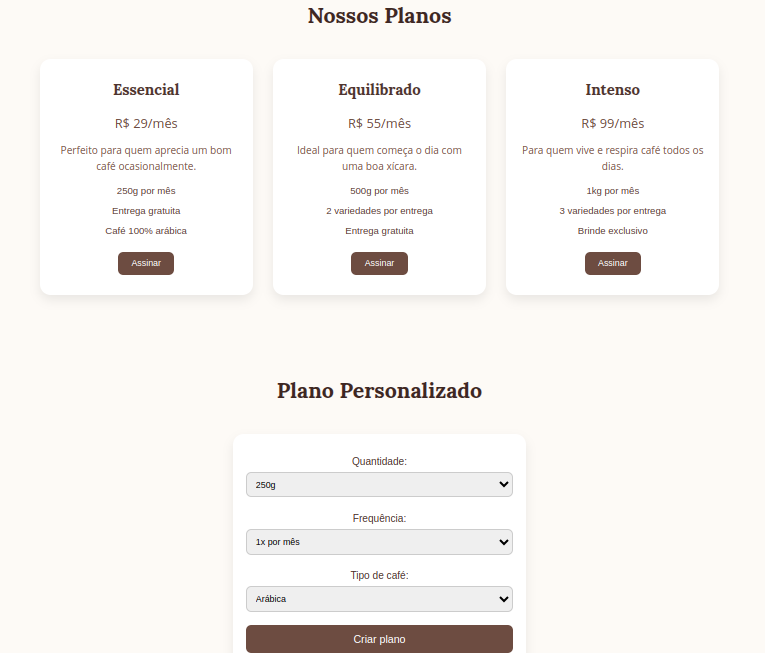 Nossos Planos
Essencial
R$ 29/mês
Perfeito para quem aprecia um bom
café ocasionalmente.
250g por mês
Entrega gratuita
Café 100% arábica
Assinar
Equilibrado
R$ 55/mês
Ideal para quem começa o dia com
uma boa xícara.
500g por mês
2 variedades por entrega
Entrega gratuita
Assinar
Intenso
R$ 99/mês
Para quem vive e respira café todos os
dias.
1kg por mês
3 variedades por entrega
Brinde exclusivo
Assinar
Plano Personalizado
Quantidade:
250g
Frequência:
1x por mês
Tipo de café:
Arábica
Criar plano